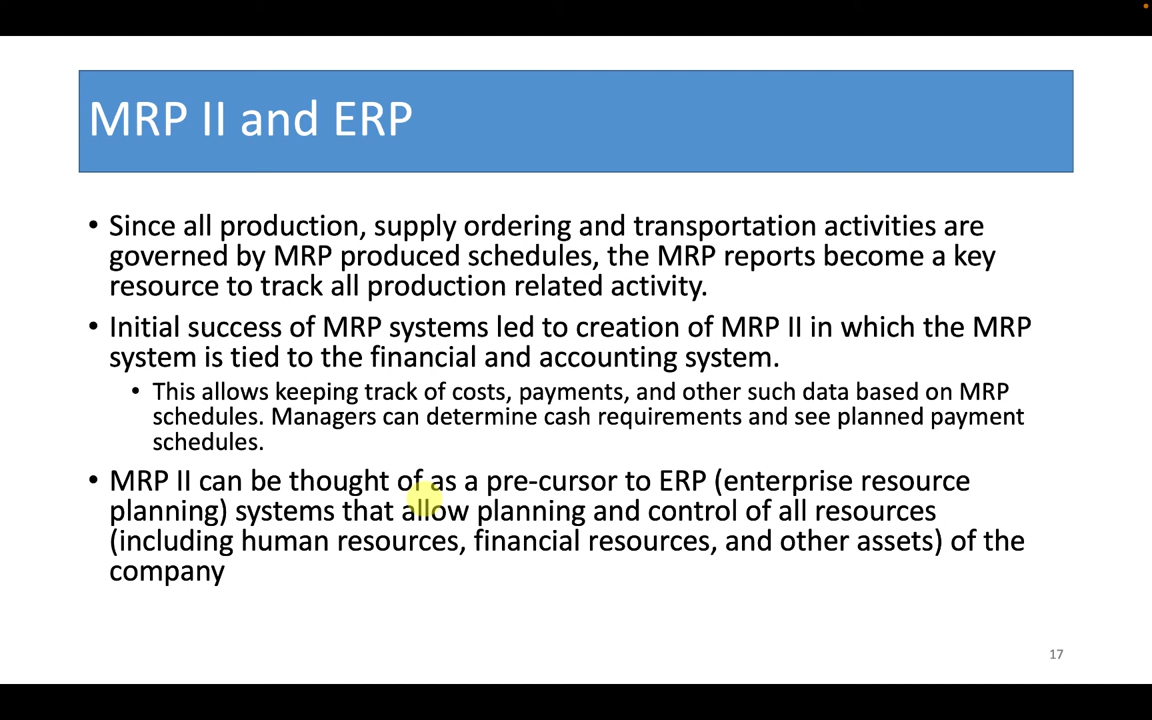 MRP II and ERP
• Since all production, supply ordering and transportation activities are
governed by MRP produced schedules, the MRP reports become a key
resource to track all production related activity.
• Initial success of MRP systems led to creation of MRP II in which the MRP
system is tied to the financial and accounting system.
• This allows keeping track of costs, payments, and other such data based on MRP
schedules. Managers can determine cash requirements and see planned payment
schedules.
• MRP II can be thought of as a pre-cursor to ERP (enterprise resource
planning) systems that allow planning and control of all resources
(including human resources, financial resources, and other assets) of the
company
17